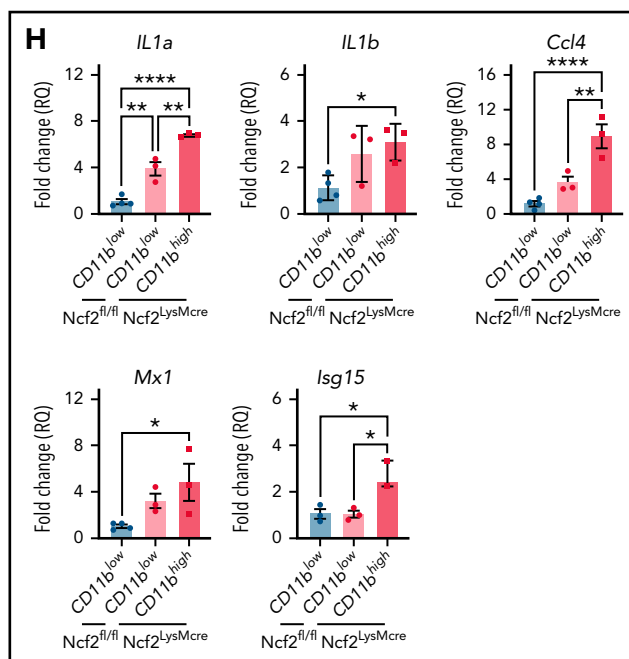 H
IL1a
Fold change (RQ)
12
8
4
0
****
** **
CD11b^low CD11b^low CD11b^high
Ncf2^fl/fl Ncf2^LysMcre
IL1b
Fold change (RQ)
6
4
2
0
*
CD11b^low CD11b^low CD11b^high
Ncf2^fl/fl Ncf2^LysMcre
Ccl4
Fold change (RQ)
16
12
8
4
0
****
**
CD11b^low CD11b^low CD11b^high
Ncf2^fl/fl Ncf2^LysMcre
Mx1
Fold change (RQ)
12
8
4
0
*
CD11b^low CD11b^low CD11b^high
Ncf2^fl/fl Ncf2^LysMcre
Isg15
Fold change (RQ)
6
4
2
0
*
*
CD11b^low CD11b^low CD11b^high
Ncf2^fl/fl Ncf2^LysMcre